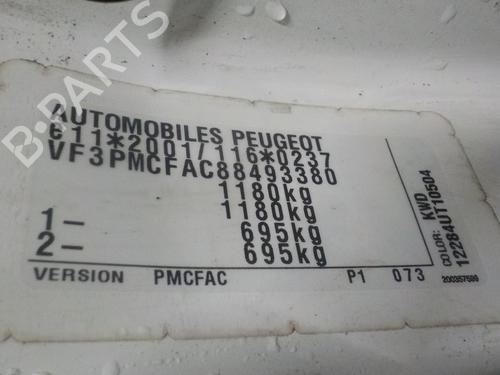 AUTOMOBILES PEUGEOT
e11*2001/116*0237
VF3PMCFAC88493380
1180kg
1180kg
1- 695kg
2- 695kg
VERSION PMCFAC P1 073
COLOR: KWD
12284UT10504
200357599
B-PARTS